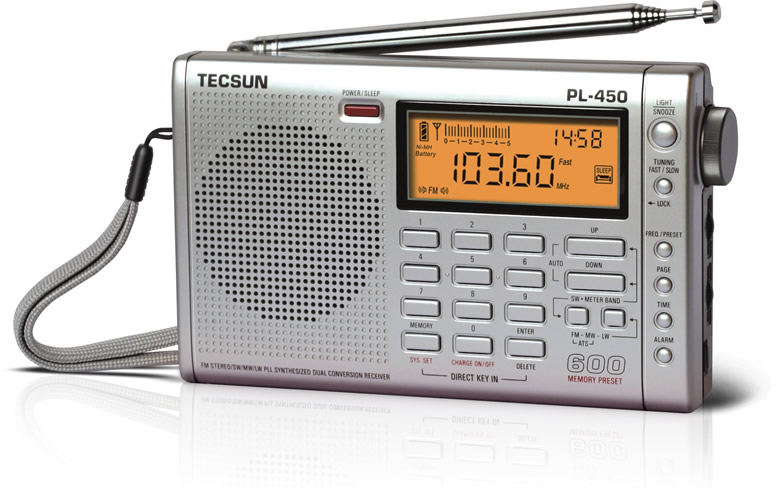 TECSUN
POWER/SLEEP
PL-450
LIGHT
SNOOZE
Ni-MH
Battery
0-1-2-3-4-5
14:58
103.60
Fast
MHz
FM
SLEEP
TUNING
FAST / SLOW
LOCK
FREQ./PRESET
PAGE
TIME
ALARM
1 2 3
4 5 6
7 8 9
MEMORY 0 ENTER
SYS. SET CHARGE ON/OFF DELETE
DIRECT KEY IN
UP
AUTO
DOWN
SW-METER BAND
FM - MW - LW
ATS
600
MEMORY PRESET
FM STEREO/SW/MW/LW PLL SYNTHESIZED DUAL CONVERSION RECEIVER